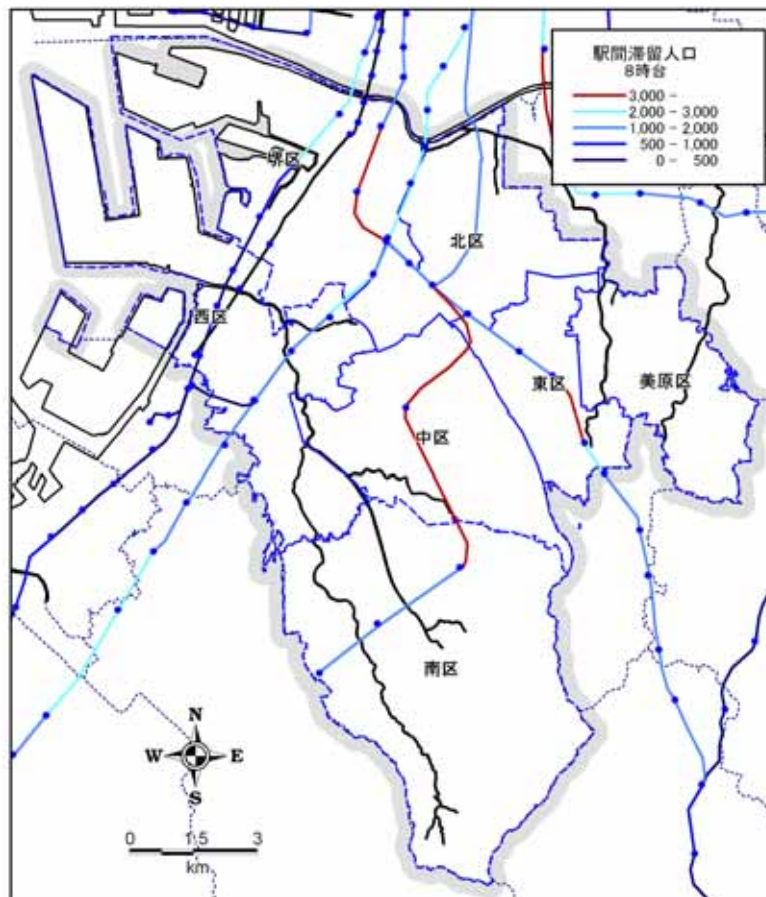 駅間滞留人口
8時台
3,000 -
2,000 - 3,000
1,000 - 2,000
500 - 1,000
0 - 500
堺区
北区
西区
東区
美原区
中区
南区
N
W
E
S
0 1.5 3
km